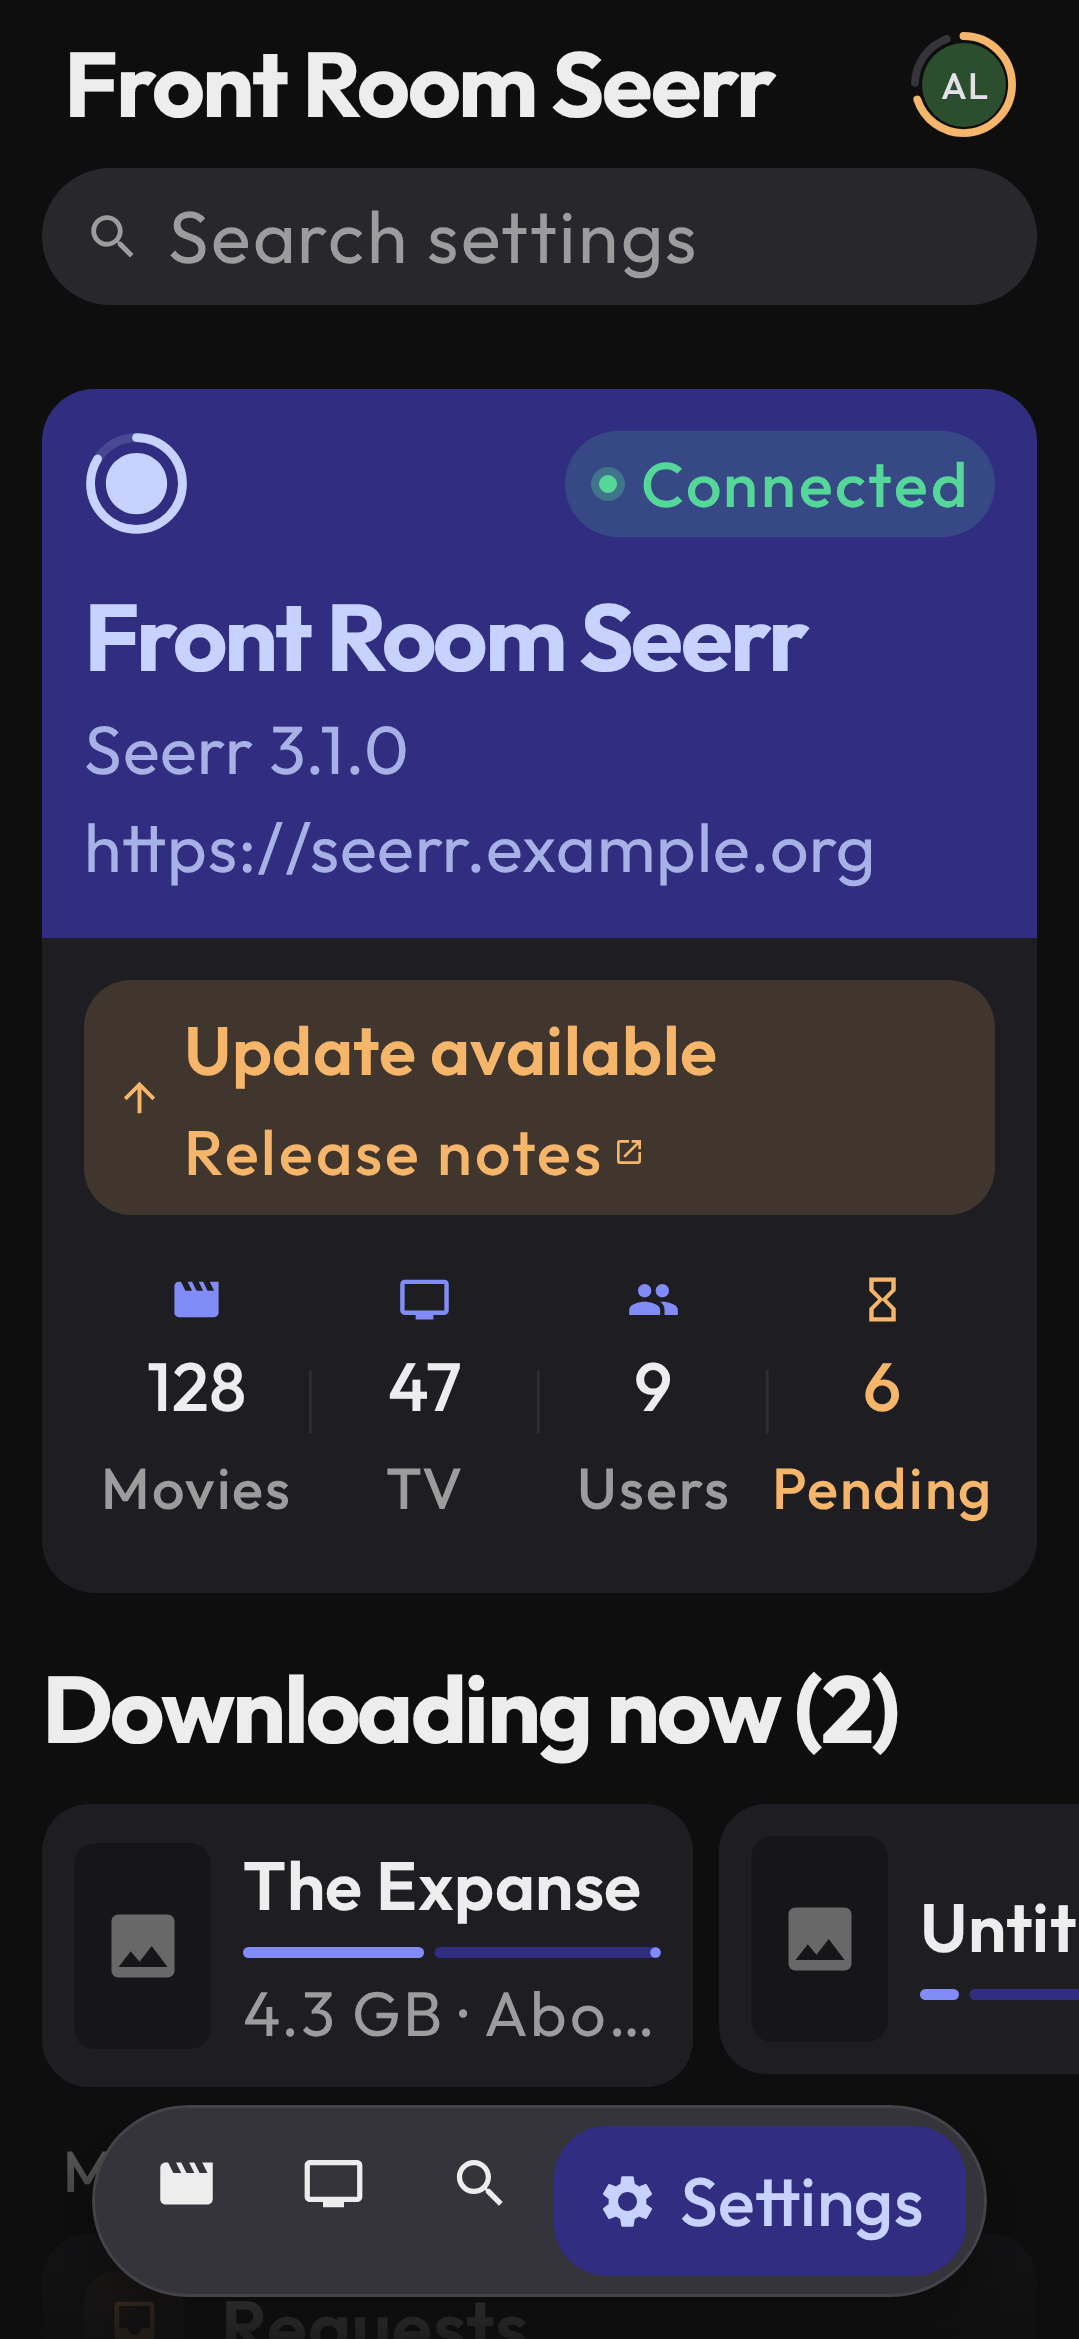 Front Room Seerr
AL
Search settings
Connected
Front Room Seerr
Seerr 3.1.0
https://seerr.example.org
Update available
Release notes
128
47
9
6
Movies
TV
Users
Pending
Downloading now (2)
The Expanse
4.3 GB · Abo...
Untit
Settings
Requests